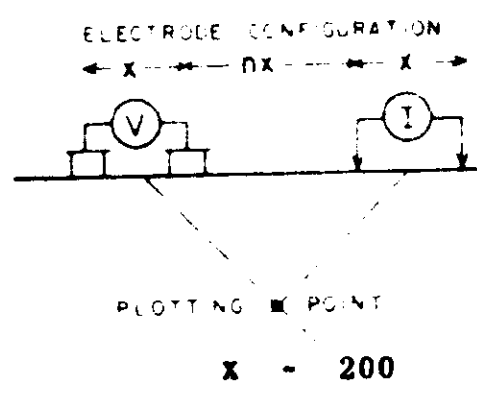 ELECTRODE CONFIGURATION
x nx x
V I
PLOTTING POINT
x - 200